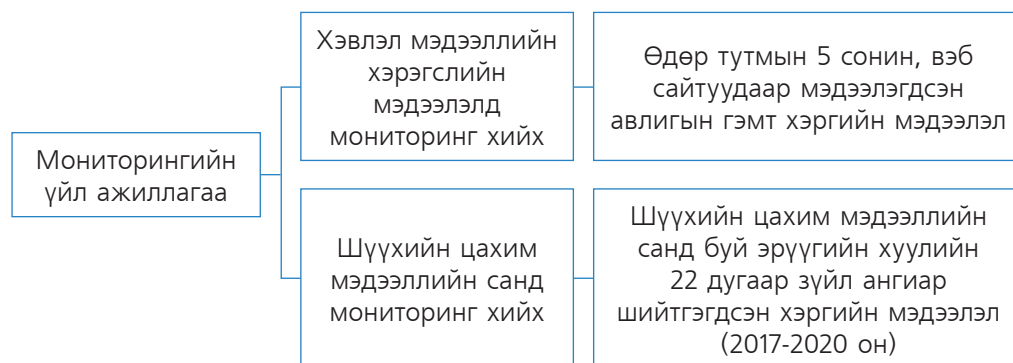 Мониторингийн
үйл ажиллагаа
Хэвлэл мэдээллийн
хэрэгслийн
мэдээлэлд
мониторинг хийх
Өдөр тутмын 5 сонин, вэб
сайтуудаар мэдээлэгдсэн
авлигын гэмт хэргийн мэдээлэл
Шүүхийн цахим
мэдээллийн санд
мониторинг хийх
Шүүхийн цахим мэдээллийн
санд буй эрүүгийн хуулийн
22 дугаар зүйл ангиар
шийтгэгдсэн хэргийн мэдээлэл
(2017-2020 он)